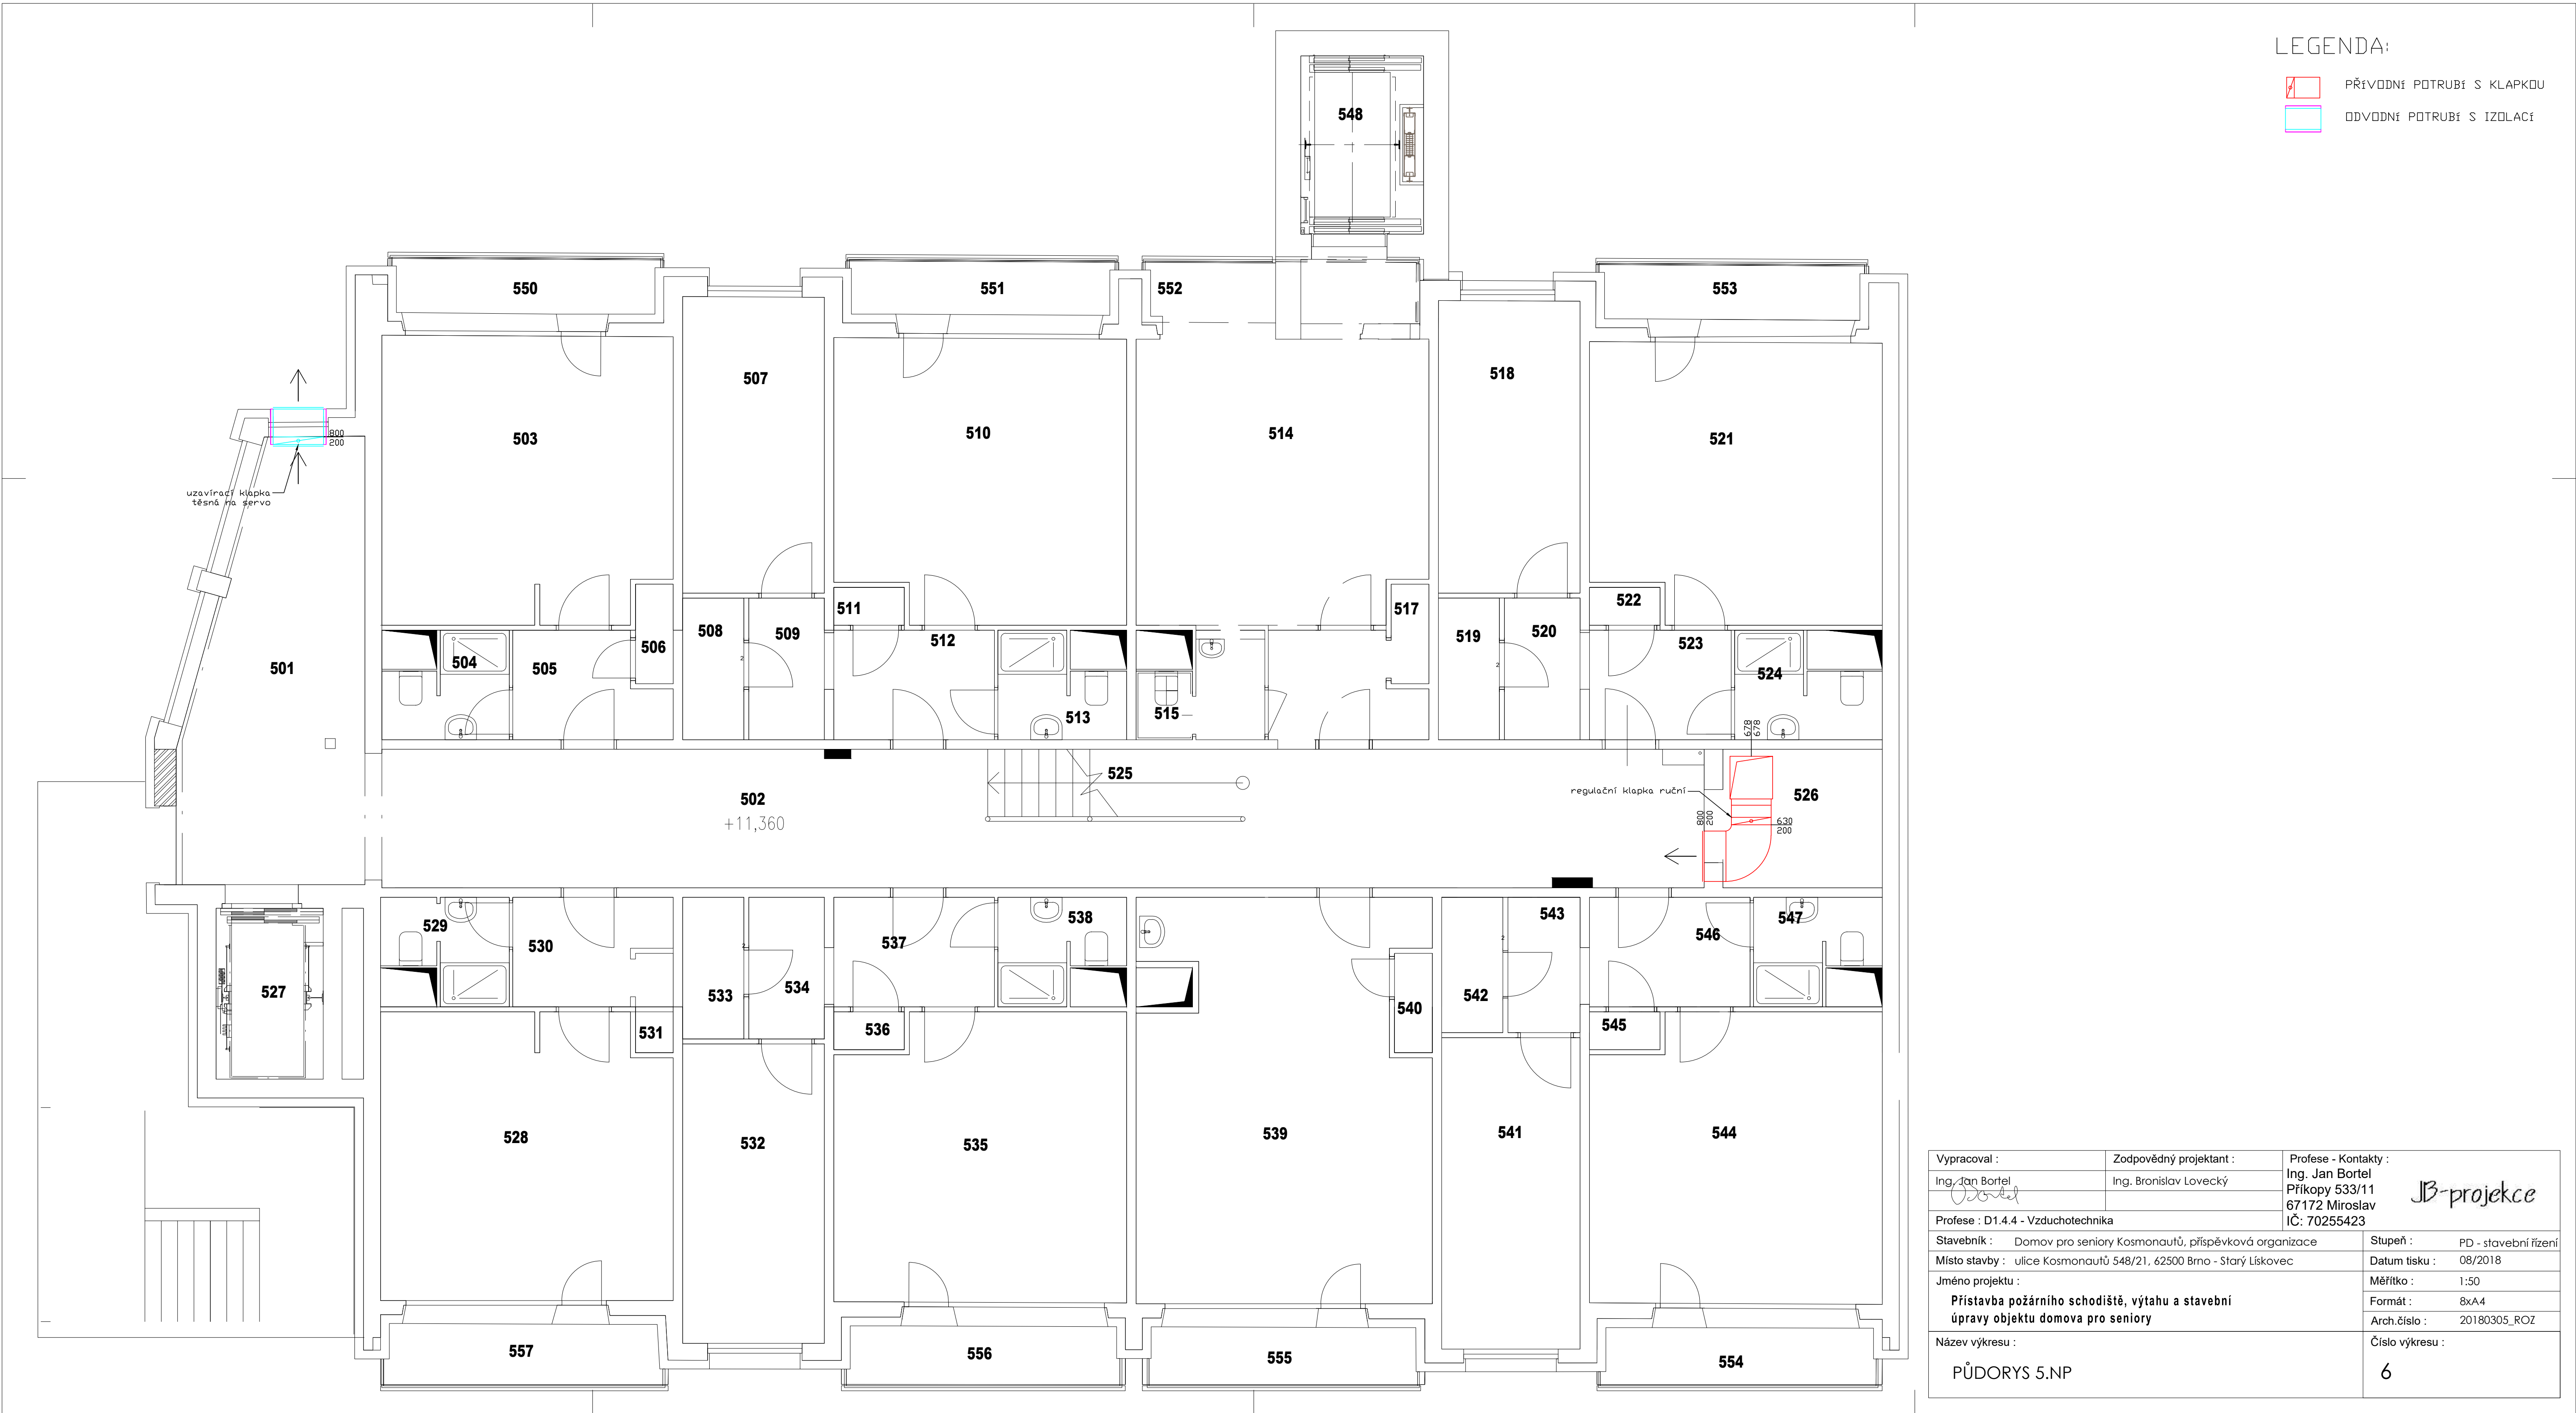 LEGENDA:
PŘÍVODNÍ POTRUBÍ S KLAPKOU
ODVODNÍ POTRUBÍ S IZOLACÍ
548
550
551
552
553
507
518
503
510
514
521
800
200
uzavírací klapka
těsná na servo
501
504
505
506
508
509
2
511
512
513
515
517
519
2
520
522
523
524
678
678
525
502
+11,360
regulační klapka ruční
800
200
630
200
526
527
529
530
531
533
2
534
536
537
538
540
542
2
543
545
546
547
528
532
535
539
541
544
557
556
555
554
Vypracoval :
Zodpovědný projektant :
Profese - Kontakty :
Ing. Jan Bortel
Ing. Bronislav Lovecký
Ing. Jan Bortel
Příkopy 533/11
67172 Miroslav
IČ: 70255423
JB-projekce
Bortel
Profese : D1.4.4 - Vzduchotechnika
Stavebník : Domov pro seniory Kosmonautů, příspěvková organizace
Stupeň : PD - stavební řízení
Místo stavby : ulice Kosmonautů 548/21, 62500 Brno - Starý Lískovec
Datum tisku : 08/2018
Jméno projektu :
Měřítko : 1:50
Přístavba požárního schodiště, výtahu a stavební
úpravy objektu domova pro seniory
Formát : 8xA4
Arch.číslo : 20180305_ROZ
Název výkresu :
Číslo výkresu :
PŮDORYS 5.NP
6